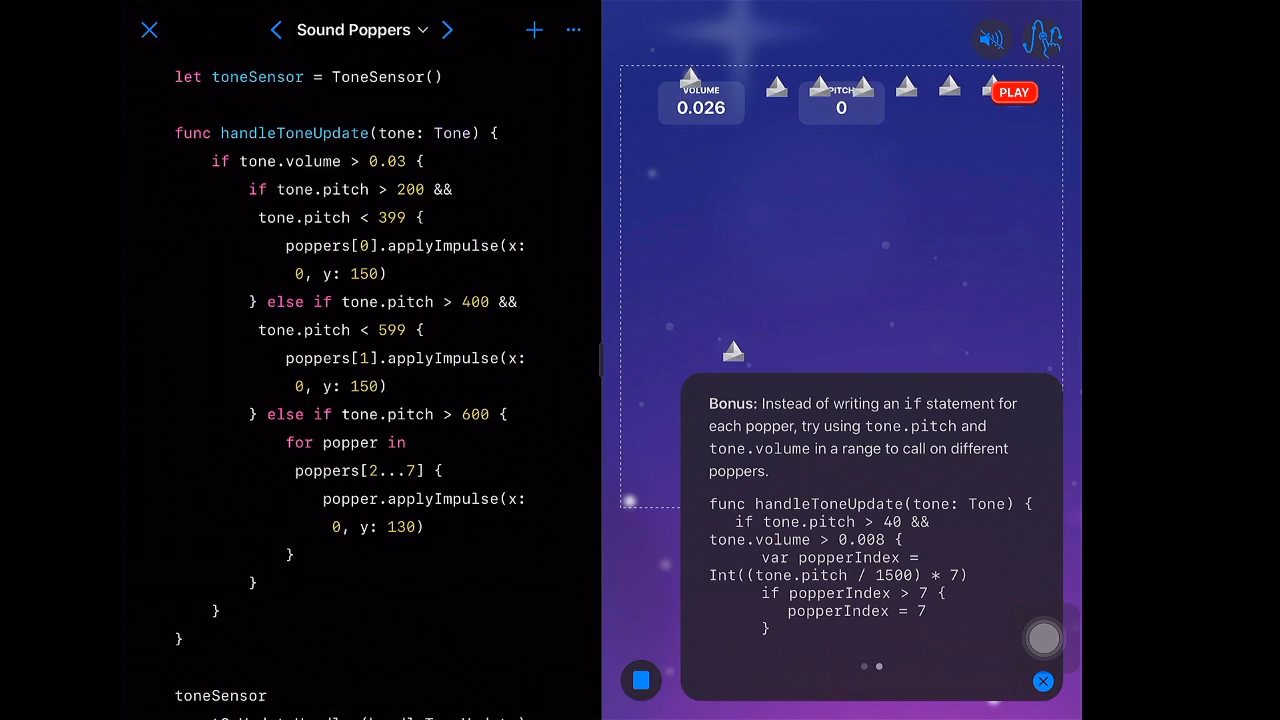 Sound Poppers
let toneSensor = ToneSensor()
func handleToneUpdate(tone: Tone) {
if tone.volume > 0.03 {
if tone.pitch > 200 &&
tone.pitch < 399 {
poppers[0].applyImpulse(x:
0, y: 150)
} else if tone.pitch > 400 &&
tone.pitch < 599 {
poppers[1].applyImpulse(x:
0, y: 150)
} else if tone.pitch > 600 {
for popper in
poppers[2...7] {
popper.applyImpulse(x:
0, y: 130)
}
}
}
}
toneSensor
VOLUME
0.026
PITCH
0
PLAY
Bonus: Instead of writing an if statement for
each popper, try using tone.pitch and
tone.volume in a range to call on different
poppers.
func handleToneUpdate(tone: Tone) {
if tone.pitch > 40 &&
tone.volume > 0.008 {
var popperIndex =
Int((tone.pitch / 1500) * 7)
if popperIndex > 7 {
popperIndex = 7
}